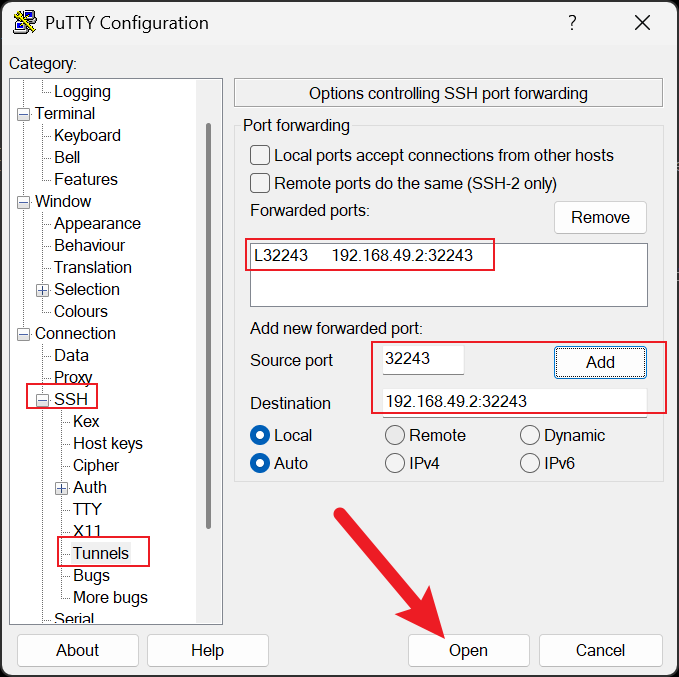 PuTTY Configuration ?
Category:
Logging
Terminal
Keyboard
Bell
Features
Window
Appearance
Behaviour
Translation
Selection
Colours
Connection
Data
Proxy
SSH
Kex
Host keys
Cipher
Auth
TTY
X11
Tunnels
Bugs
More bugs
Serial
Options controlling SSH port forwarding
Port forwarding
Local ports accept connections from other hosts
Remote ports do the same (SSH-2 only)
Forwarded ports:
Remove
L32243 192.168.49.2:32243
Add new forwarded port:
Source port 32243 Add
Destination 192.168.49.2:32243
Local Remote Dynamic
Auto IPv4 IPv6
About Help Open Cancel